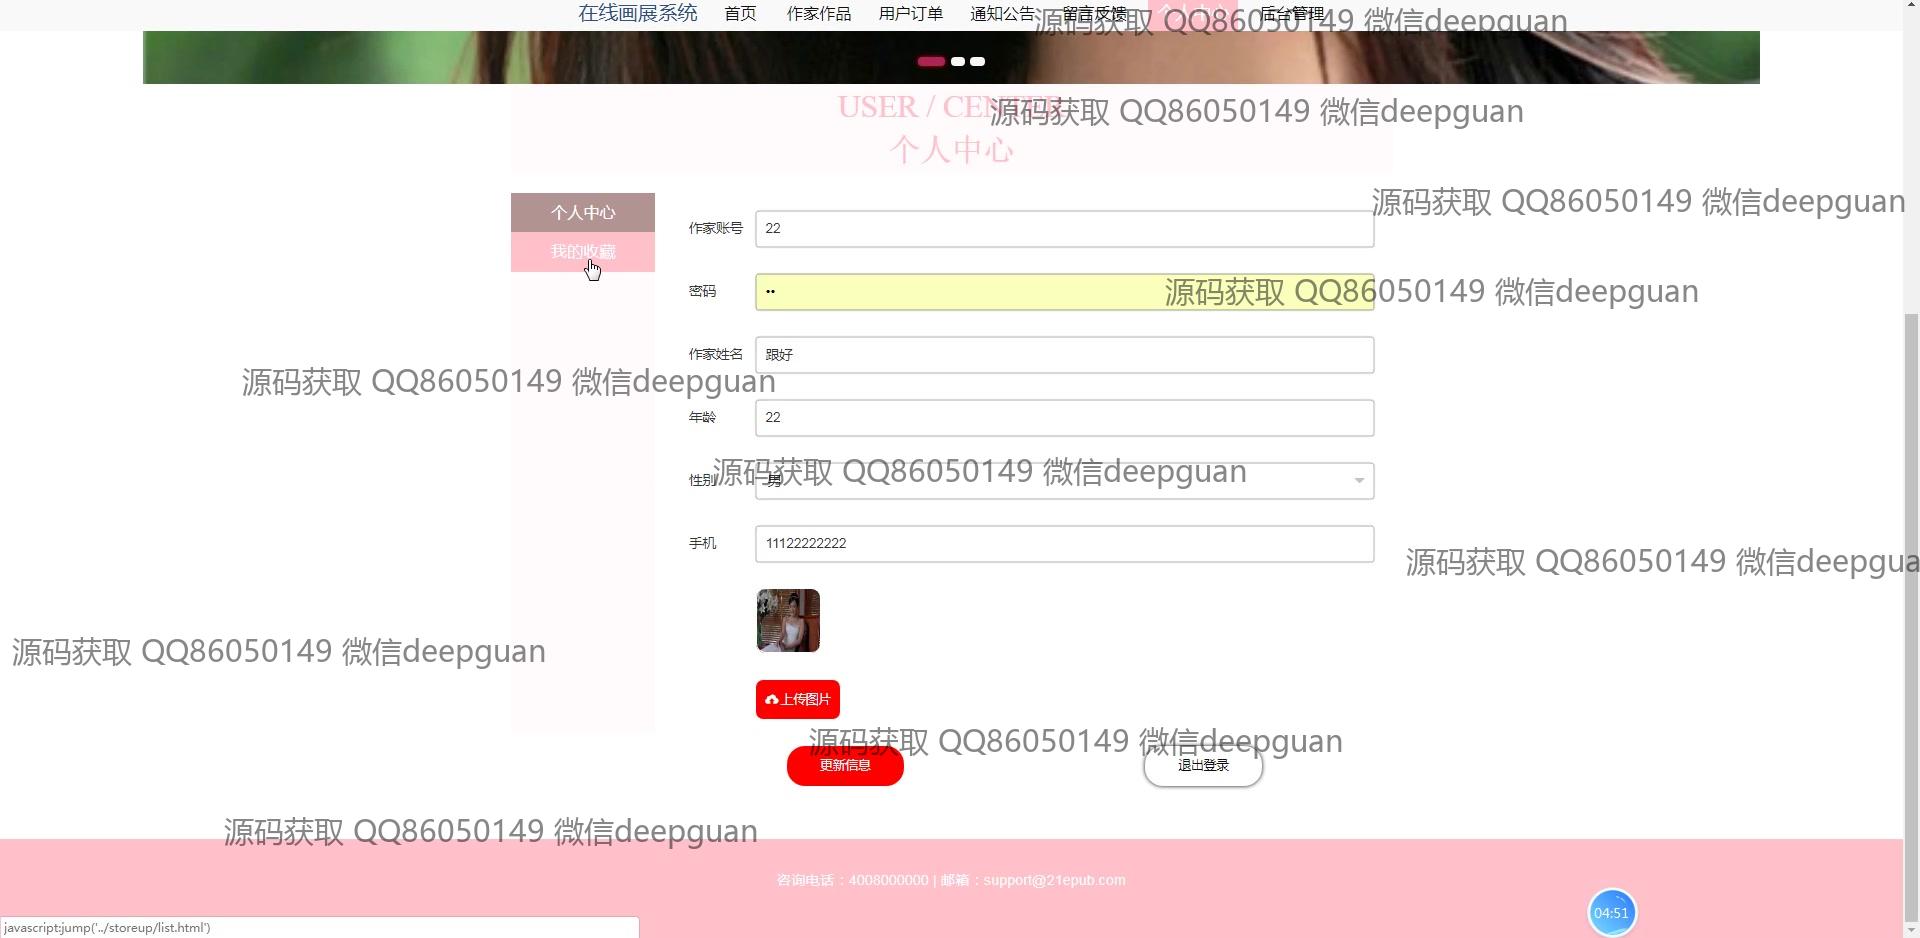 在线画展系统 首页 作家作品 用户订单 通知公告 留言反馈 个人中心 后台管理
源码获取 QQ86050149 微信deepguan
USER / CENTER
源码获取 QQ86050149 微信deepguan
个人中心
个人中心
源码获取 QQ86050149 微信deepguan
作家账号 22
我的收藏
密码 ••
源码获取 QQ86050149 微信deepguan
作家姓名 跟好
源码获取 QQ86050149 微信deepguan
年龄 22
源码获取 QQ86050149 微信deepguan
性别 男
手机 11122222222
源码获取 QQ86050149 微信deepgua
源码获取 QQ86050149 微信deepguan
上传图片
源码获取 QQ86050149 微信deepguan
更新信息 退出登录
源码获取 QQ86050149 微信deepguan
咨询电话：4008000000 | 邮箱：support@21epub.com
04:51
javascript:jump('../storeup/list.html')